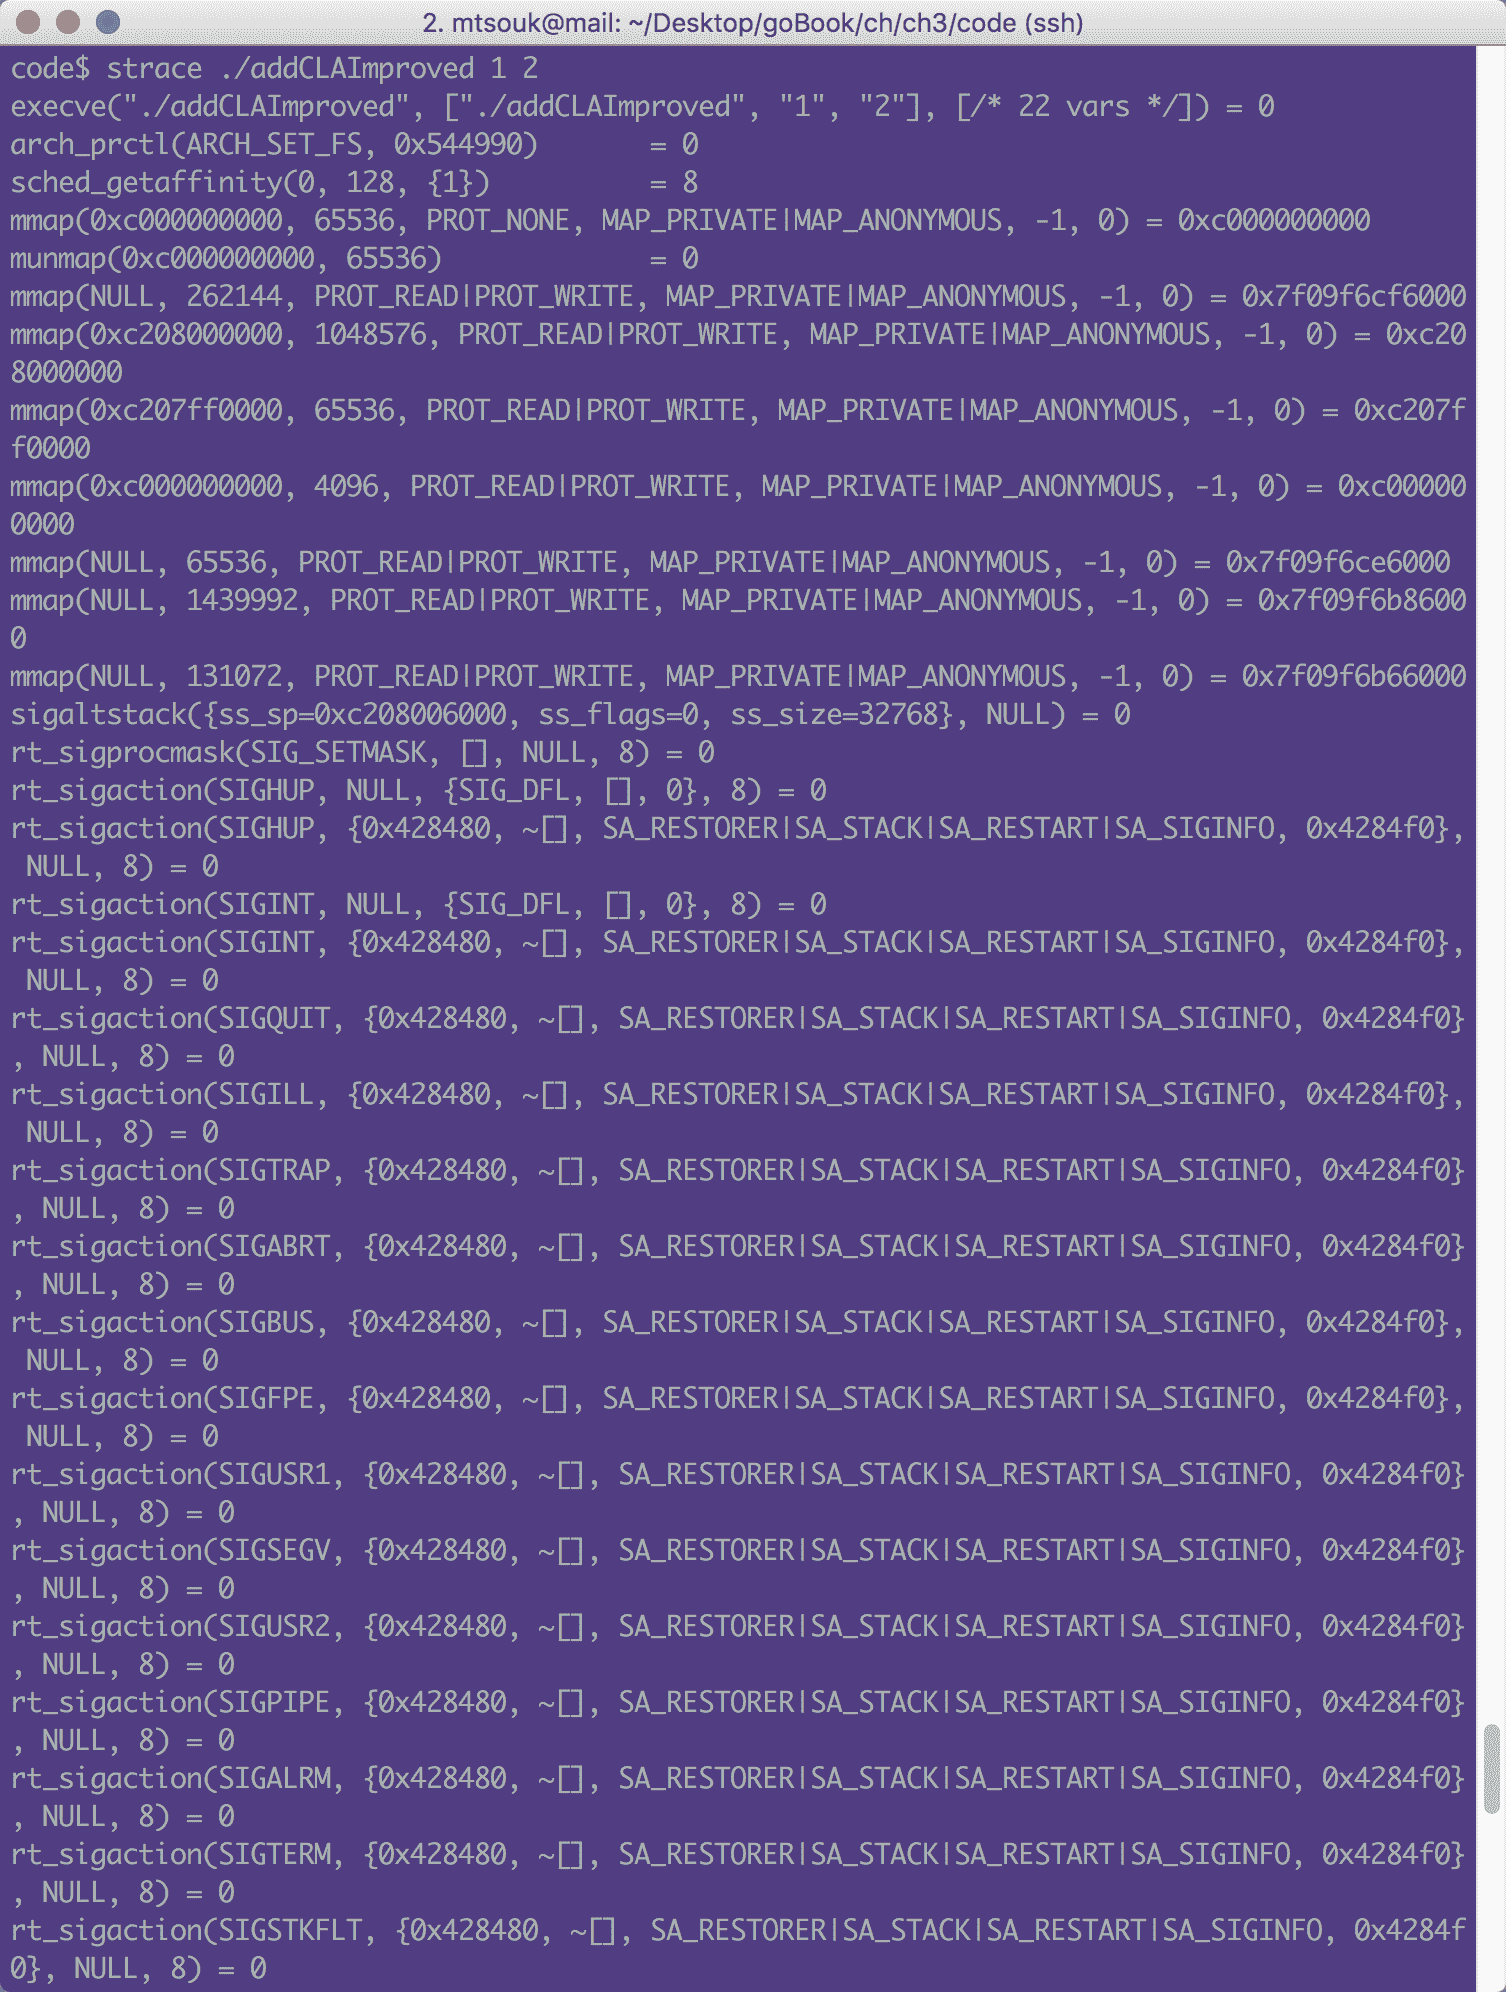 2. mtsouk@mail: ~/Desktop/goBook/ch/ch3/code (ssh)
code$ strace ./addCLAImproved 1 2
execve("./addCLAImproved", ["./addCLAImproved", "1", "2"], [/* 22 vars */]) = 0
arch_prctl(ARCH_SET_FS, 0x544990)       = 0
sched_getaffinity(0, 128, {1})          = 8
mmap(0xc000000000, 65536, PROT_NONE, MAP_PRIVATE|MAP_ANONYMOUS, -1, 0) = 0xc000000000
munmap(0xc000000000, 65536)             = 0
mmap(NULL, 262144, PROT_READ|PROT_WRITE, MAP_PRIVATE|MAP_ANONYMOUS, -1, 0) = 0x7f09f6cf6000
mmap(0xc208000000, 1048576, PROT_READ|PROT_WRITE, MAP_PRIVATE|MAP_ANONYMOUS, -1, 0) = 0xc20
8000000
mmap(0xc207ff0000, 65536, PROT_READ|PROT_WRITE, MAP_PRIVATE|MAP_ANONYMOUS, -1, 0) = 0xc207f
f0000
mmap(0xc000000000, 4096, PROT_READ|PROT_WRITE, MAP_PRIVATE|MAP_ANONYMOUS, -1, 0) = 0xc00000
0000
mmap(NULL, 65536, PROT_READ|PROT_WRITE, MAP_PRIVATE|MAP_ANONYMOUS, -1, 0) = 0x7f09f6ce6000
mmap(NULL, 1439992, PROT_READ|PROT_WRITE, MAP_PRIVATE|MAP_ANONYMOUS, -1, 0) = 0x7f09f6b8600
0
mmap(NULL, 131072, PROT_READ|PROT_WRITE, MAP_PRIVATE|MAP_ANONYMOUS, -1, 0) = 0x7f09f6b66000
sigaltstack({ss_sp=0xc208006000, ss_flags=0, ss_size=32768}, NULL) = 0
rt_sigprocmask(SIG_SETMASK, [], NULL, 8) = 0
rt_sigaction(SIGHUP, NULL, {SIG_DFL, [], 0}, 8) = 0
rt_sigaction(SIGHUP, {0x428480, ~[], SA_RESTORER|SA_STACK|SA_RESTART|SA_SIGINFO, 0x4284f0},
 NULL, 8) = 0
rt_sigaction(SIGINT, NULL, {SIG_DFL, [], 0}, 8) = 0
rt_sigaction(SIGINT, {0x428480, ~[], SA_RESTORER|SA_STACK|SA_RESTART|SA_SIGINFO, 0x4284f0},
 NULL, 8) = 0
rt_sigaction(SIGQUIT, {0x428480, ~[], SA_RESTORER|SA_STACK|SA_RESTART|SA_SIGINFO, 0x4284f0}
, NULL, 8) = 0
rt_sigaction(SIGILL, {0x428480, ~[], SA_RESTORER|SA_STACK|SA_RESTART|SA_SIGINFO, 0x4284f0},
 NULL, 8) = 0
rt_sigaction(SIGTRAP, {0x428480, ~[], SA_RESTORER|SA_STACK|SA_RESTART|SA_SIGINFO, 0x4284f0}
, NULL, 8) = 0
rt_sigaction(SIGABRT, {0x428480, ~[], SA_RESTORER|SA_STACK|SA_RESTART|SA_SIGINFO, 0x4284f0}
, NULL, 8) = 0
rt_sigaction(SIGBUS, {0x428480, ~[], SA_RESTORER|SA_STACK|SA_RESTART|SA_SIGINFO, 0x4284f0},
 NULL, 8) = 0
rt_sigaction(SIGFPE, {0x428480, ~[], SA_RESTORER|SA_STACK|SA_RESTART|SA_SIGINFO, 0x4284f0},
 NULL, 8) = 0
rt_sigaction(SIGUSR1, {0x428480, ~[], SA_RESTORER|SA_STACK|SA_RESTART|SA_SIGINFO, 0x4284f0}
, NULL, 8) = 0
rt_sigaction(SIGSEGV, {0x428480, ~[], SA_RESTORER|SA_STACK|SA_RESTART|SA_SIGINFO, 0x4284f0}
, NULL, 8) = 0
rt_sigaction(SIGUSR2, {0x428480, ~[], SA_RESTORER|SA_STACK|SA_RESTART|SA_SIGINFO, 0x4284f0}
, NULL, 8) = 0
rt_sigaction(SIGPIPE, {0x428480, ~[], SA_RESTORER|SA_STACK|SA_RESTART|SA_SIGINFO, 0x4284f0}
, NULL, 8) = 0
rt_sigaction(SIGALRM, {0x428480, ~[], SA_RESTORER|SA_STACK|SA_RESTART|SA_SIGINFO, 0x4284f0}
, NULL, 8) = 0
rt_sigaction(SIGTERM, {0x428480, ~[], SA_RESTORER|SA_STACK|SA_RESTART|SA_SIGINFO, 0x4284f0}
, NULL, 8) = 0
rt_sigaction(SIGSTKFLT, {0x428480, ~[], SA_RESTORER|SA_STACK|SA_RESTART|SA_SIGINFO, 0x4284f
0}, NULL, 8) = 0